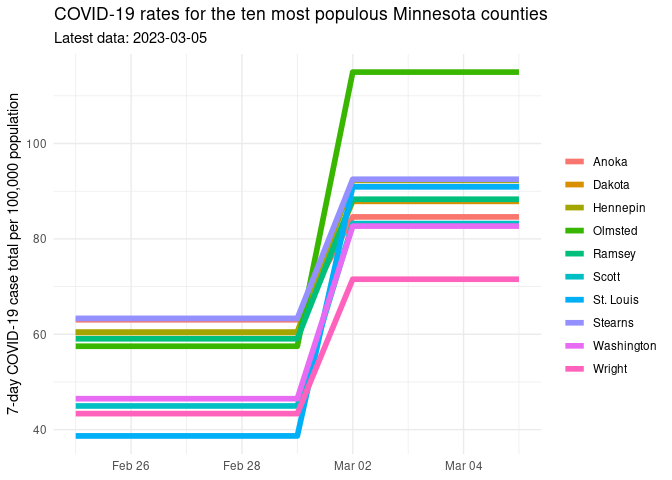 COVID-19 rates for the ten most populous Minnesota counties
Latest data: 2023-03-05
7-day COVID-19 case total per 100,000 population
100
80
60
40
Feb 26
Feb 28
Mar 02
Mar 04
Anoka
Dakota
Hennepin
Olmsted
Ramsey
Scott
St. Louis
Stearns
Washington
Wright